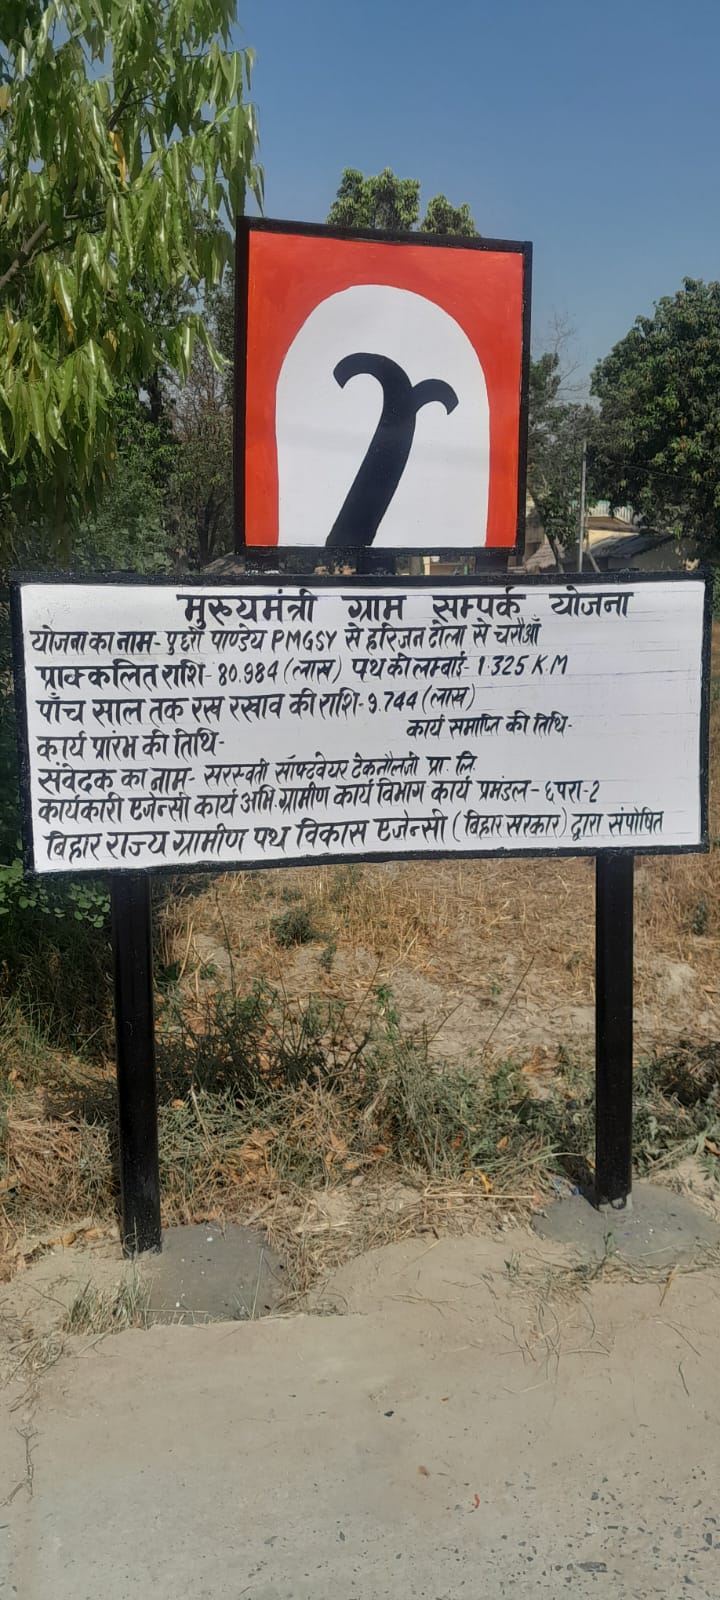 मुख्यमंत्री ग्राम सम्पर्क योजना
योजना का नाम- पाण्डेय PMGSY से हरिजन टोला से चरौआँ
प्राक्कलित राशि- 80.984 (लाख) पथ की लम्बाई- 1.325 K.M
पाँच साल तक रख रखाव की राशि- 9.744 (लाख)
कार्य प्रारंभ की तिथि- कार्य समाप्ति की तिथि-
संवेदक का नाम- सरस्वती सॉफ्टवेयर टेकनौलजी प्रा. लि.
कार्यकारी एजेन्सी कार्य अभि. ग्रामीण कार्य विभाग कार्य प्रमंडल- छपरा-2
बिहार राज्य ग्रामीण पथ विकास एजेन्सी (बिहार सरकार) द्वारा संपोषित